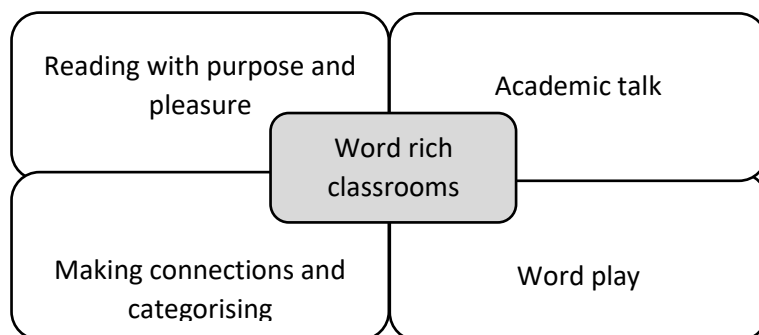 Reading with purpose and
pleasure
Academic talk
Word rich
classrooms
Making connections and
categorising
Word play